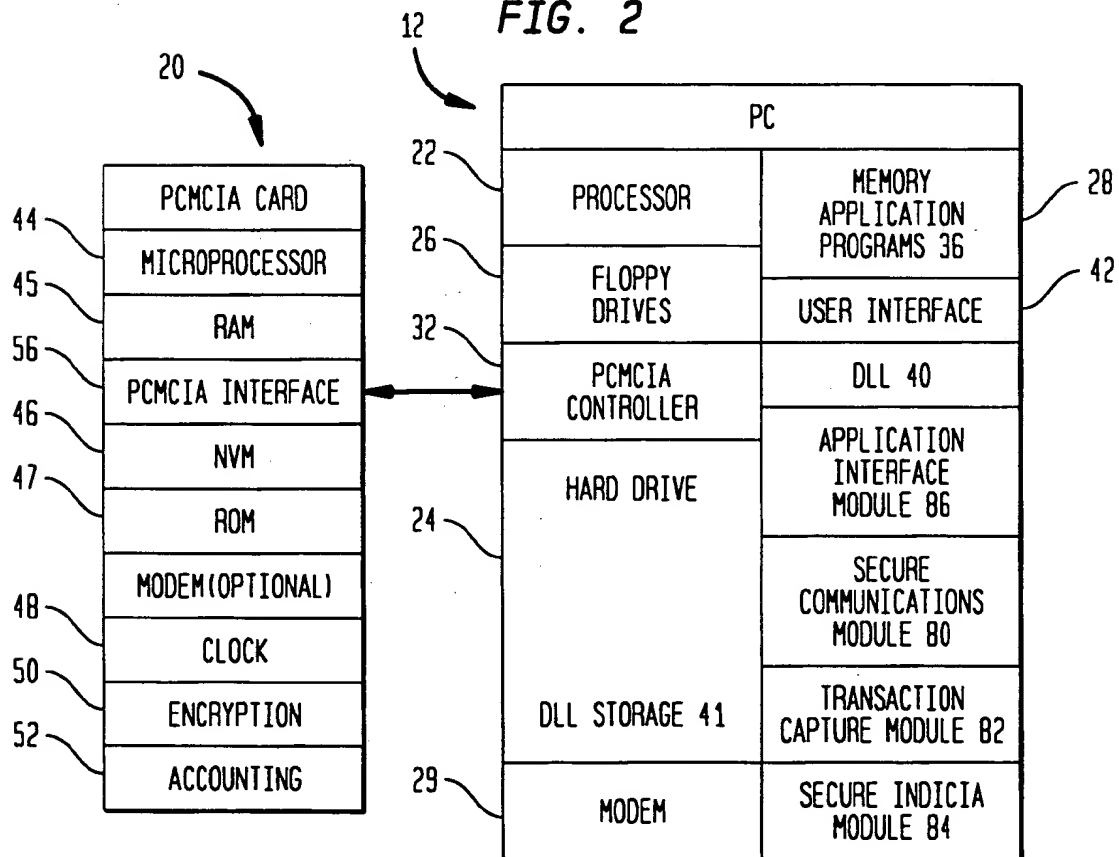 FIG. 2
12
20
PC
22
PROCESSOR
MEMORY
APPLICATION
PROGRAMS 36
28
PCMCIA CARD
44
MICROPROCESSOR
26
FLOPPY
DRIVES
USER INTERFACE
42
45
RAM
32
PCMCIA
CONTROLLER
DLL 40
56
PCMCIA INTERFACE
46
NVM
HARD DRIVE
APPLICATION
INTERFACE
MODULE 86
47
ROM
24
MODEM(OPTIONAL)
SECURE
COMMUNICATIONS
MODULE 80
48
CLOCK
50
ENCRYPTION
DLL STORAGE 41
TRANSACTION
CAPTURE MODULE 82
52
ACCOUNTING
29
MODEM
SECURE INDICIA
MODULE 84